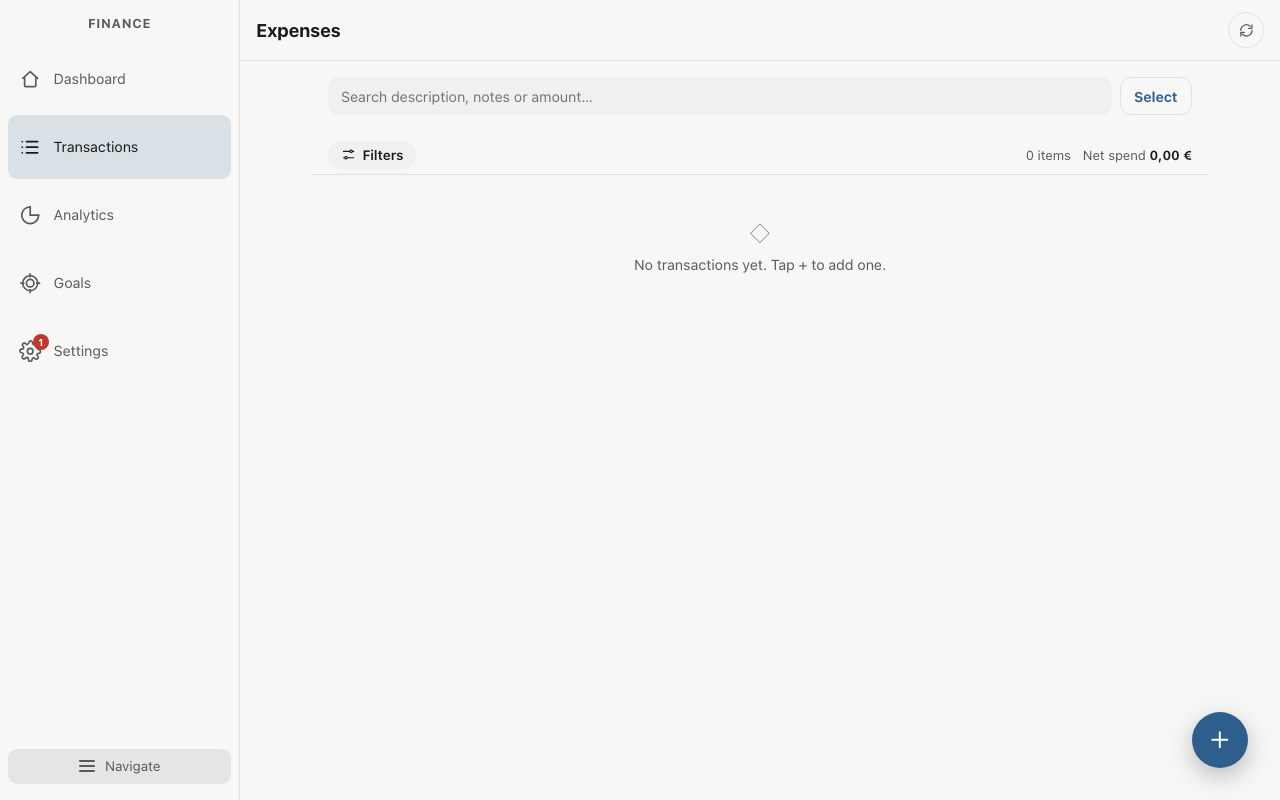 FINANCE
Dashboard
Transactions
Analytics
Goals
1
Settings
Navigate
Expenses
Search description, notes or amount...
Select
Filters
0 items Net spend 0,00 €
No transactions yet. Tap + to add one.